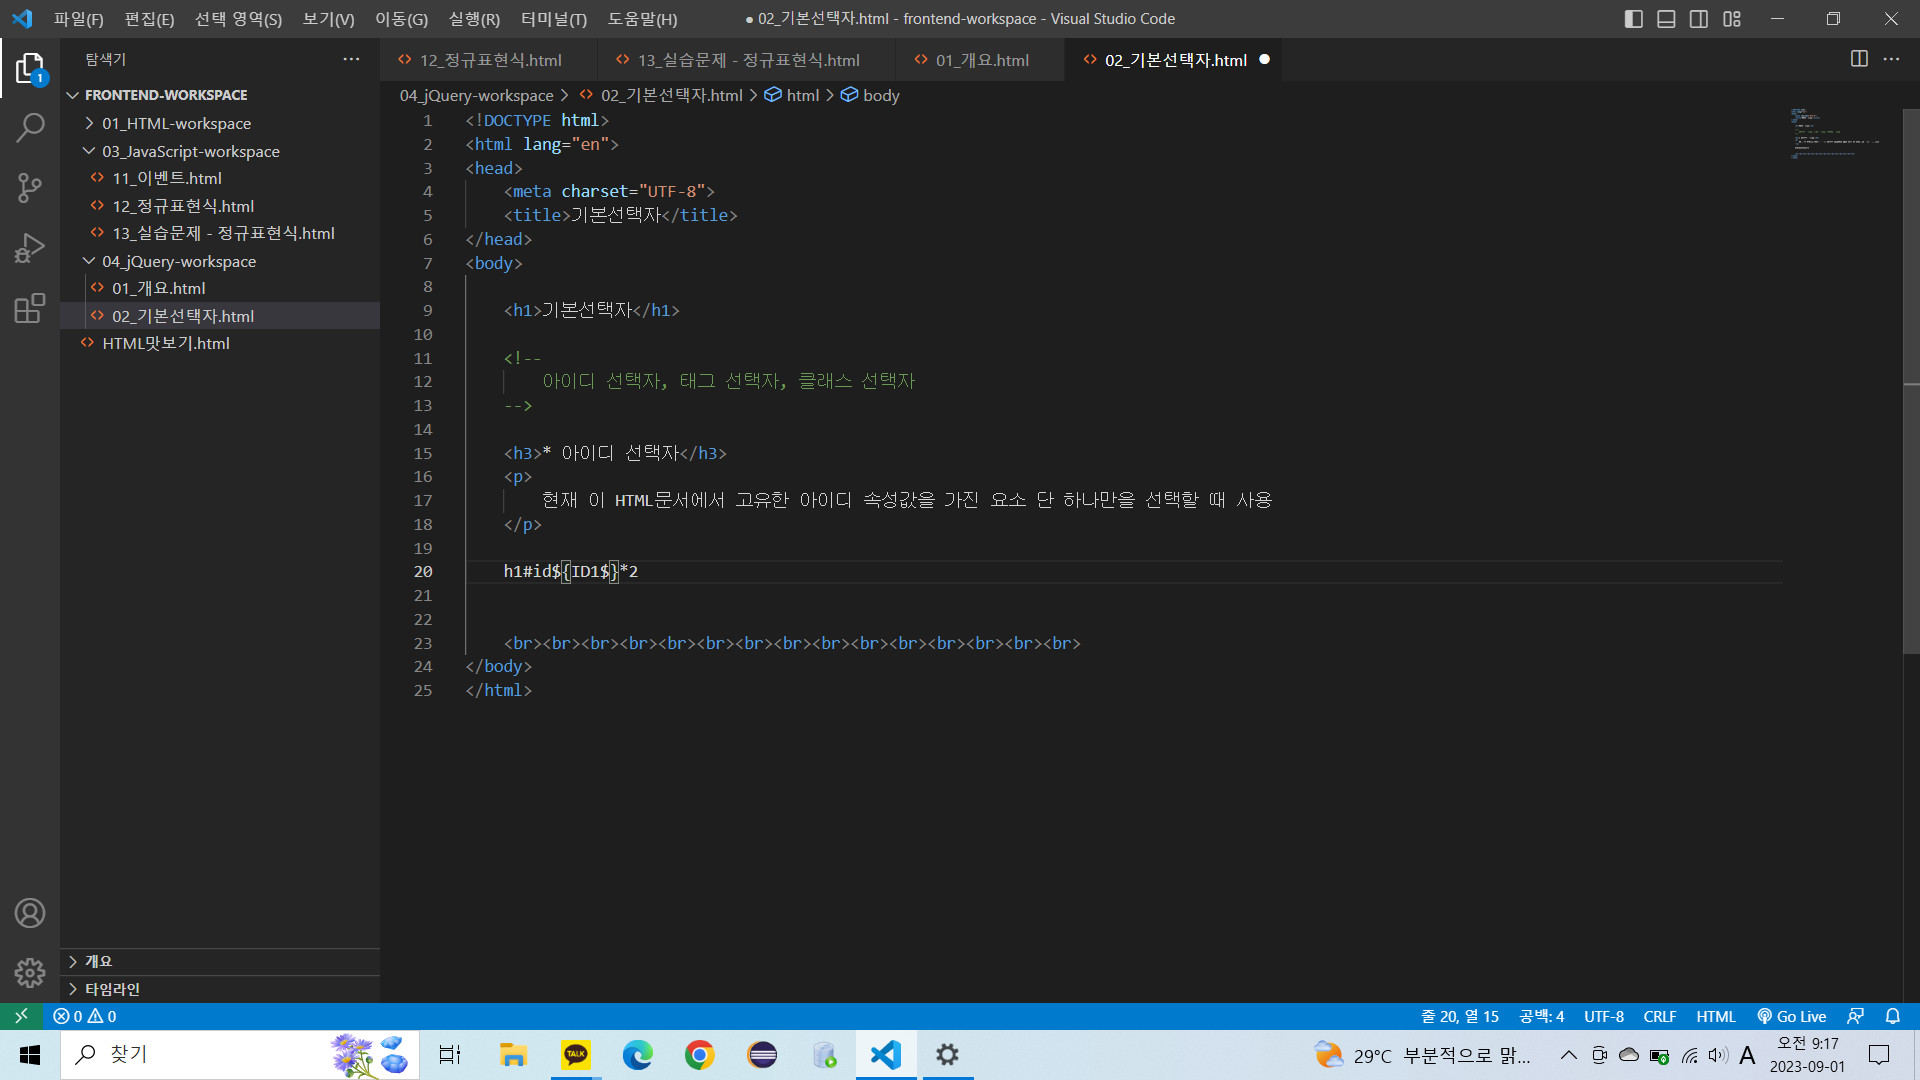 파일(F) 편집(E) 선택 영역(S) 보기(V) 이동(G) 실행(R) 터미널(T) 도움말(H) ● 02_기본선택자.html - frontend-workspace - Visual Studio Code
탐색기
12_정규표현식.html 13_실습문제 - 정규표현식.html 01_개요.html 02_기본선택자.html
04_jQuery-workspace > 02_기본선택자.html > html > body
1
FRONTEND-WORKSPACE
01_HTML-workspace
03_JavaScript-workspace
11_이벤트.html
12_정규표현식.html
13_실습문제 - 정규표현식.html
04_jQuery-workspace
01_개요.html
02_기본선택자.html
HTML맛보기.html
개요
타임라인
1 <!DOCTYPE html>
2 <html lang="en">
3 <head>
4 <meta charset="UTF-8">
5 <title>기본선택자</title>
6 </head>
7 <body>
8
9 <h1>기본선택자</h1>
10
11 <!--
12 아이디 선택자, 태그 선택자, 클래스 선택자
13 -->
14
15 <h3>* 아이디 선택자</h3>
16 <p>
17 현재 이 HTML문서에서 고유한 아이디 속성값을 가진 요소 단 하나만을 선택할 때 사용
18 </p>
19
20 h1#id${ID1$}*2
21
22
23 <br><br><br><br><br><br><br><br><br><br><br><br><br><br><br>
24 </body>
25 </html>
0 0 줄 20, 열 15 공백: 4 UTF-8 CRLF HTML Go Live
찾기 TALK 29°C 부분적으로 맑... A 오전 9:17
2023-09-01